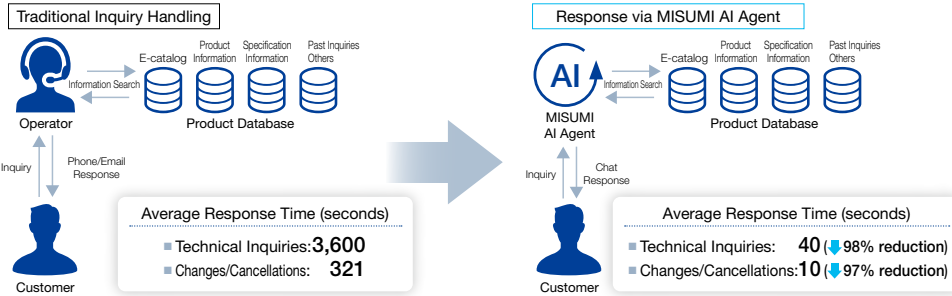 Traditional Inquiry Handling
E-catalog
Product
Information
Specification
Information
Past Inquiries
Others
Information Search
Operator
Product Database
Inquiry
Phone/Email
Response
Customer
Average Response Time (seconds)
Technical Inquiries: 3,600
Changes/Cancellations: 321
Response via MISUMI AI Agent
AI
E-catalog
Product
Information
Specification
Information
Past Inquiries
Others
Information Search
MISUMI
AI Agent
Product Database
Inquiry
Chat
Response
Customer
Average Response Time (seconds)
Technical Inquiries: 40 (⬇98% reduction)
Changes/Cancellations: 10 (⬇97% reduction)